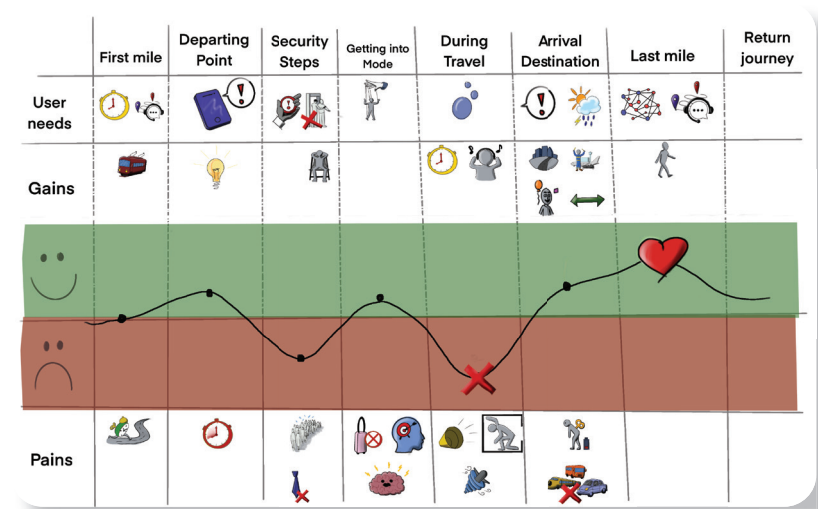 First mile
Departing
Point
Security
Steps
Getting into
Mode
During
Travel
Arrival
Destination
Last mile
Return
journey
User
needs
Gains
Pains